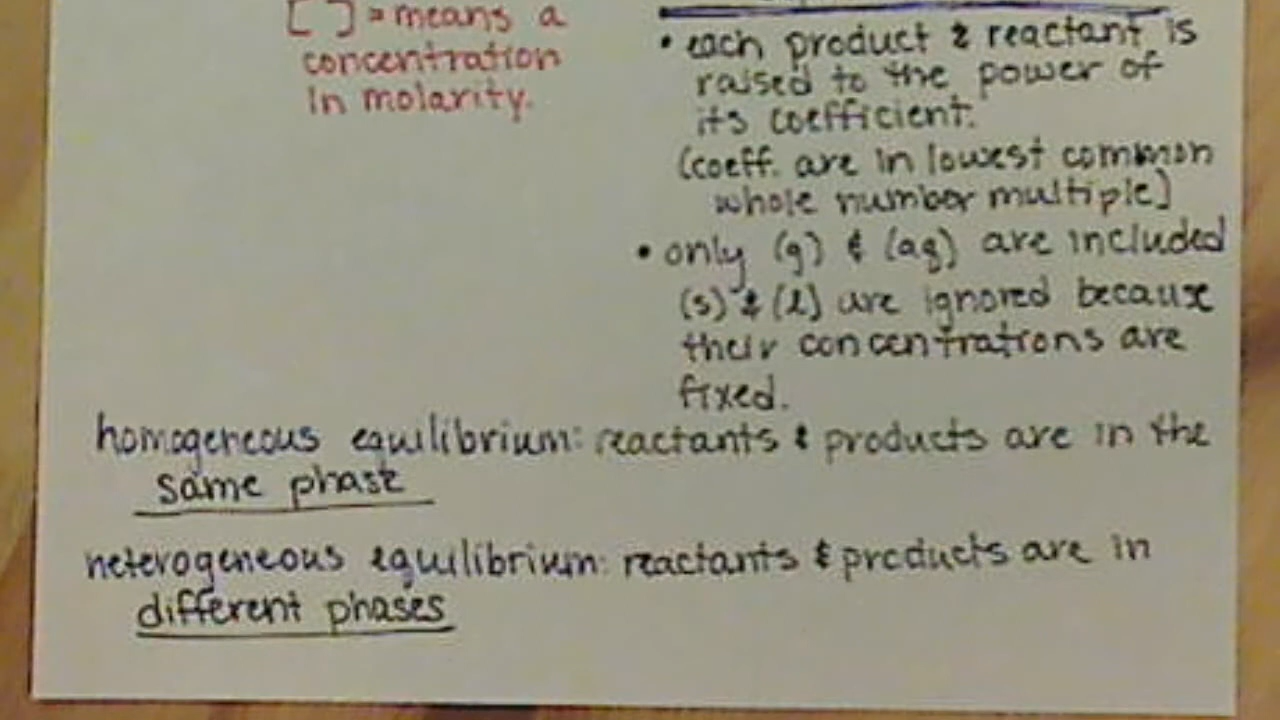 [ ] = means a
concentration
in molarity.
• each product & reactant is
raised to the power of
its coefficient.
(coeff. are in lowest common
whole number multiple)
• only (g) & (aq) are included
(s) & (l) are ignored because
their concentrations are
fixed.
homogeneous equilibrium: reactants & products are in the
same phase
heterogeneous equilibrium: reactants & products are in
different phases